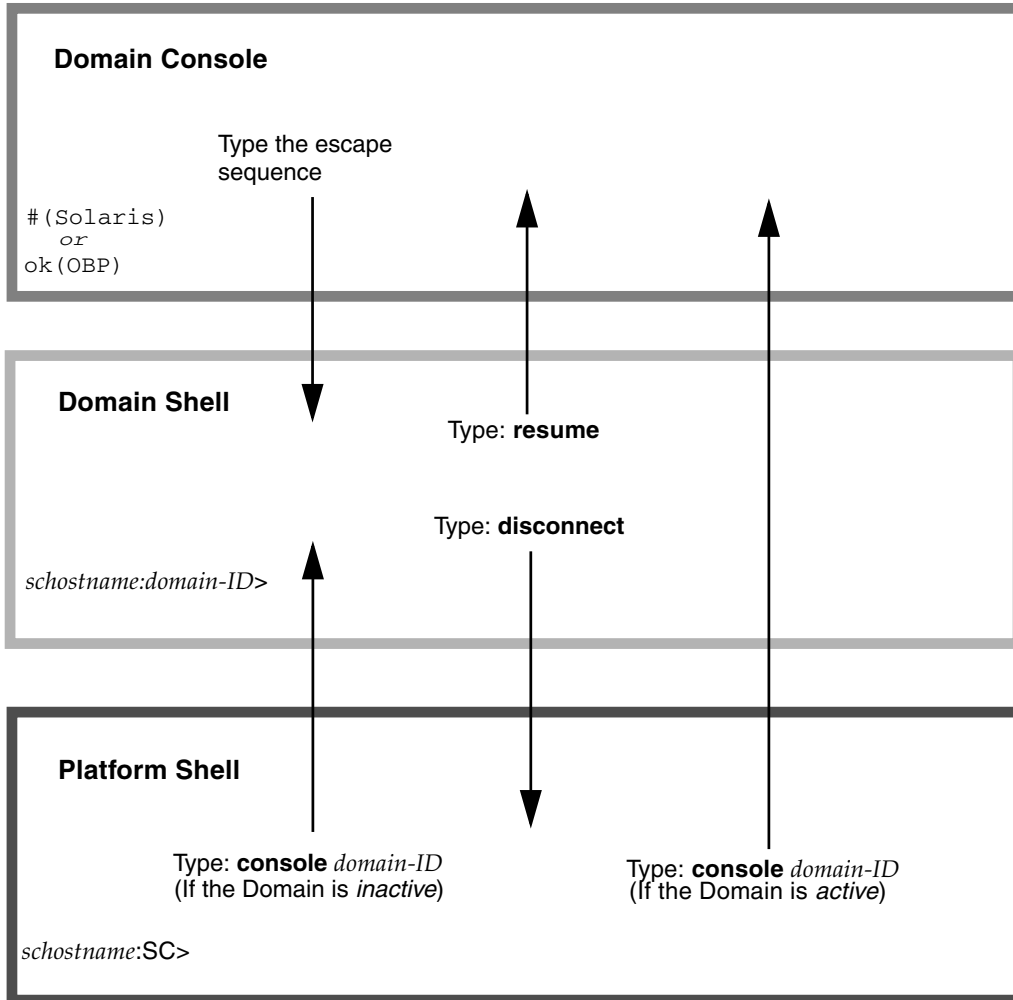 Domain Console
Type the escape
sequence
#(Solaris)
or
ok(OBP)
Domain Shell
Type: resume
Type: disconnect
schostname:domain-ID>
Platform Shell
Type: console domain-ID
(If the Domain is inactive)
Type: console domain-ID
(If the Domain is active)
schostname:SC>